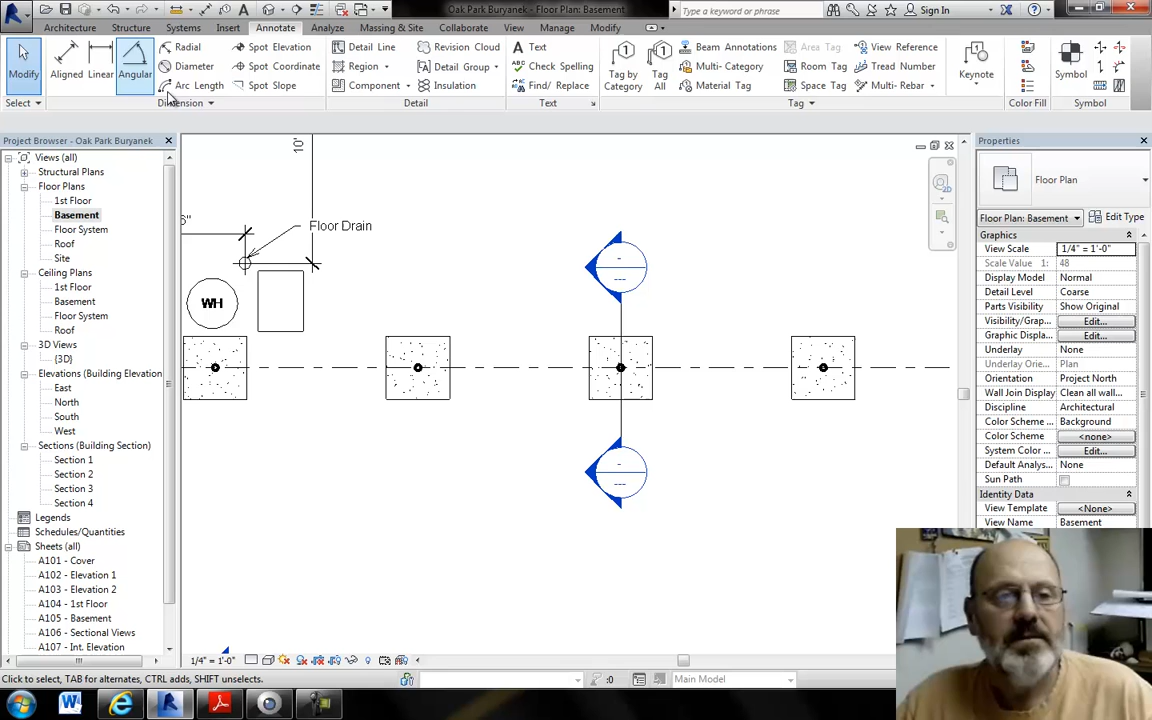 Oak Park Buryanek - Floor Plan: Basement
Type a keyword or phrase
Sign In
Architecture
Structure
Systems
Insert
Annotate
Analyze
Massing & Site
Collaborate
View
Manage
Modify
Modify
Aligned
Linear
Angular
Radial
Diameter
Arc Length
Spot Elevation
Spot Coordinate
Spot Slope
Detail Line
Region
Component
Revision Cloud
Detail Group
Insulation
Text
Check Spelling
Find/ Replace
Tag by
Category
Tag
All
Beam Annotations
Multi- Category
Material Tag
Area Tag
Room Tag
Space Tag
View Reference
Tread Number
Multi- Rebar
Keynote
Symbol
Select
Dimension
Detail
Text
Tag
Color Fill
Symbol
Project Browser - Oak Park Buryanek
Views (all)
Structural Plans
Floor Plans
1st Floor
Basement
Floor System
Roof
Site
Ceiling Plans
1st Floor
Basement
Floor System
Roof
3D Views
{3D}
Elevations (Building Elevation
East
North
South
West
Sections (Building Section)
Section 1
Section 2
Section 3
Section 4
Legends
Schedules/Quantities
Sheets (all)
A101 - Cover
A102 - Elevation 1
A103 - Elevation 2
A104 - 1st Floor
A105 - Basement
A106 - Sectional Views
A107 - Int. Elevation
10"
6"
Floor Drain
WH
2D
Properties
Floor Plan
Floor Plan: Basement
Edit Type
Graphics
View Scale
1/4" = 1'-0"
Scale Value 1:
48
Display Model
Normal
Detail Level
Coarse
Parts Visibility
Show Original
Visibility/Grap...
Edit...
Graphic Displa...
Edit...
Underlay
None
Underlay Orie...
Plan
Orientation
Project North
Wall Join Display
Clean all wall...
Discipline
Architectural
Color Scheme ...
Background
Color Scheme
<none>
System Color ...
Edit...
Default Analys...
None
Sun Path
Identity Data
View Template
<None>
View Name
Basement
1/4" = 1'-0"
Click to select, TAB for alternates, CTRL adds, SHIFT unselects.
:0
Main Model